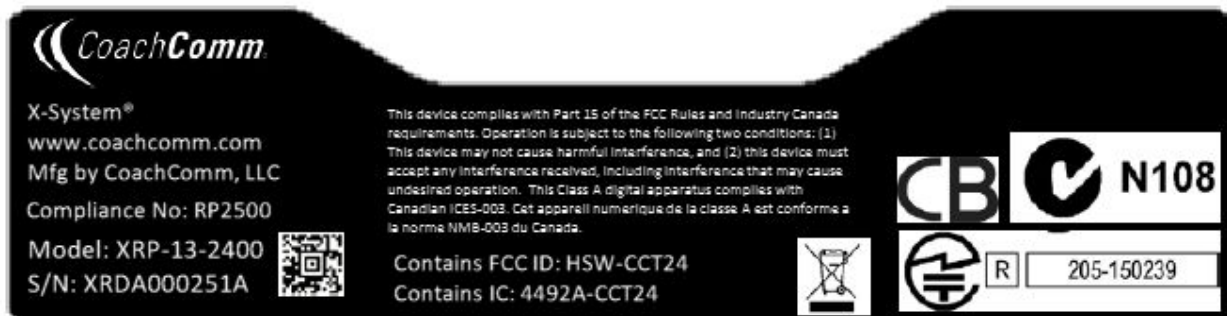 CoachComm
X-System®
www.coachcomm.com
Mfg by CoachComm, LLC
Compliance No: RP2500
Model: XRP-13-2400
S/N: XRDA000251A
This device complies with Part 15 of the FCC Rules and Industry Canada
requirements. Operation is subject to the following two conditions: (1)
This device may not cause harmful interference, and (2) this device must
accept any interference received, including interference that may cause
undesired operation. This Class A digital apparatus complies with
Canadian ICES-003. Cet appareil numerique de la classe A est conforme a
la norme NMB-003 du Canada.
Contains FCC ID: HSW-CCT24
Contains IC: 4492A-CCT24
CB
N108
R 205-150239